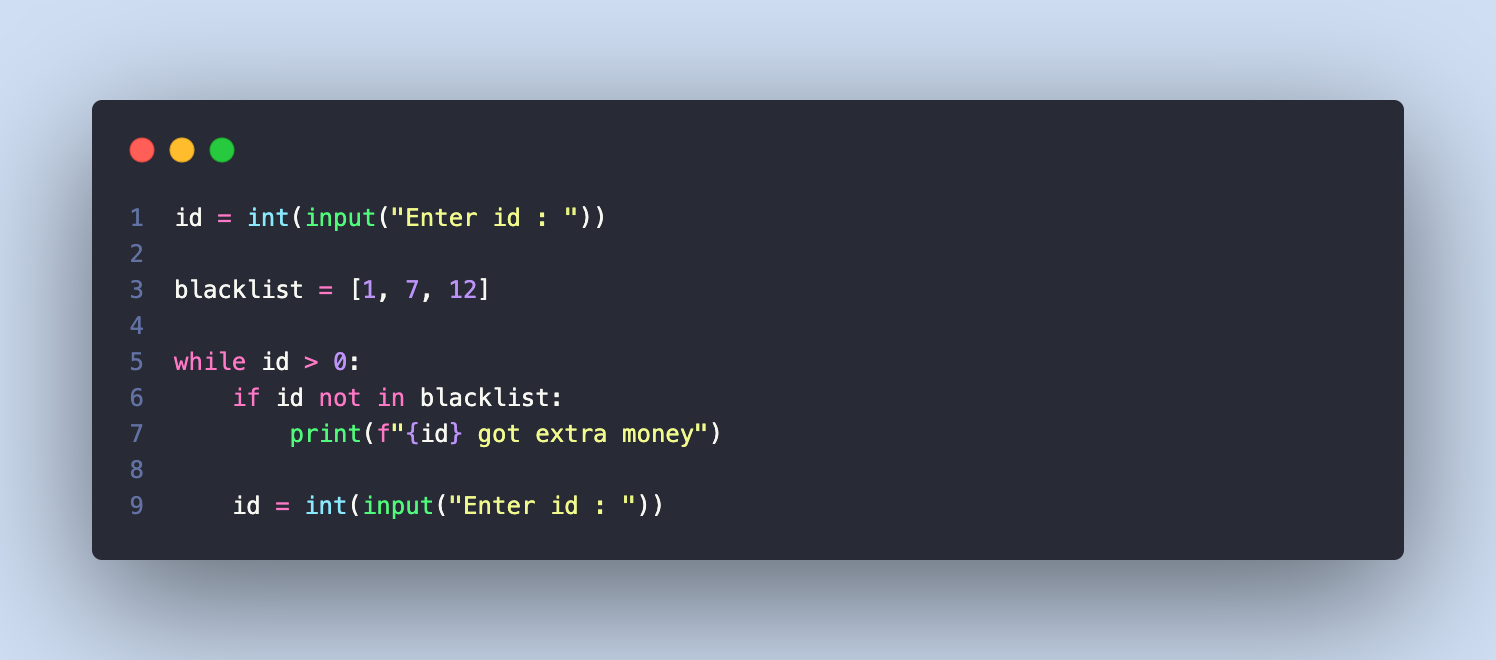 1 id = int(input("Enter id : "))
2
3 blacklist = [1, 7, 12]
4
5 while id > 0:
6     if id not in blacklist:
7         print(f"{id} got extra money")
8
9     id = int(input("Enter id : "))